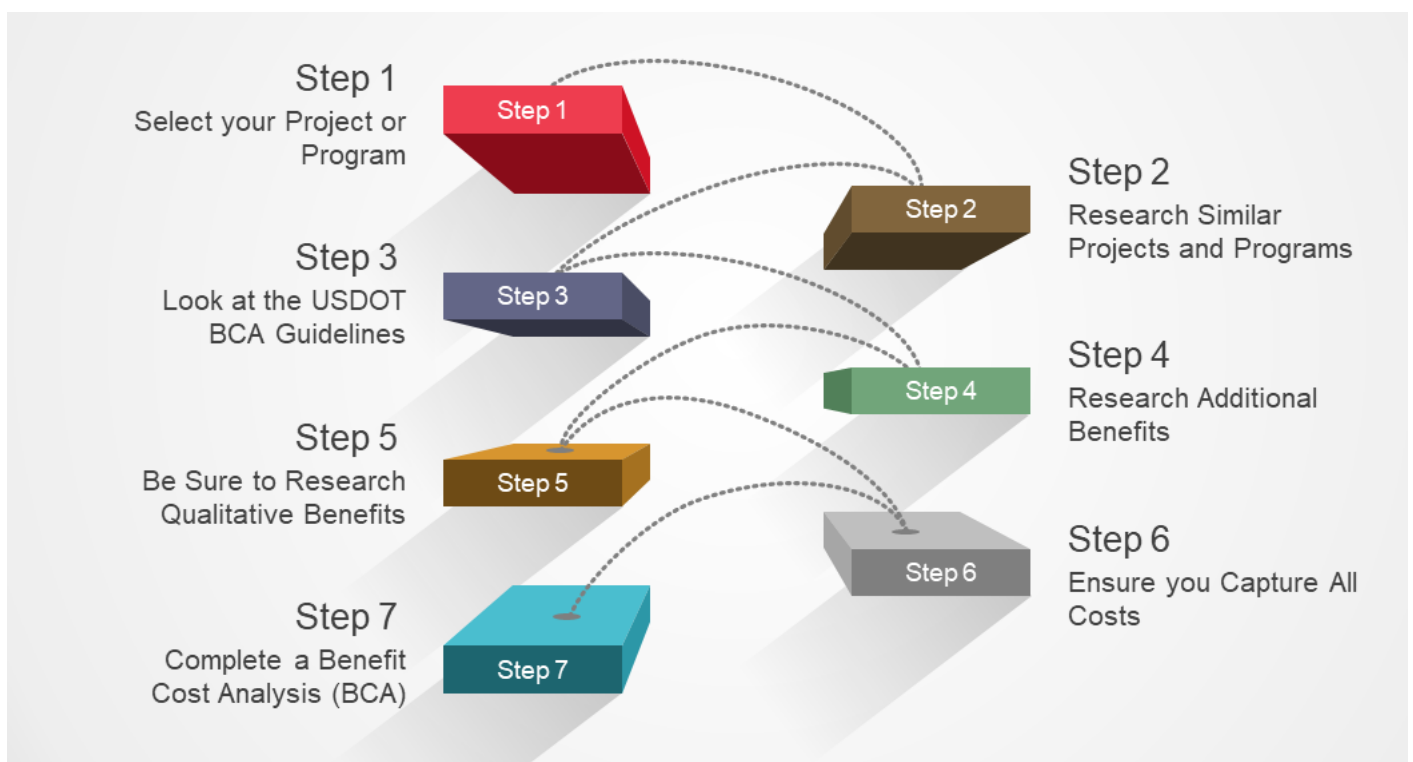 Step 1
Select your Project or
Program
Step 1
Step 2
Step 2
Research Similar
Projects and Programs
Step 3
Look at the USDOT
BCA Guidelines
Step 3
Step 4
Step 4
Research Additional
Benefits
Step 5
Be Sure to Research
Qualitative Benefits
Step 5
Step 6
Step 6
Ensure you Capture All
Costs
Step 7
Complete a Benefit
Cost Analysis (BCA)
Step 7